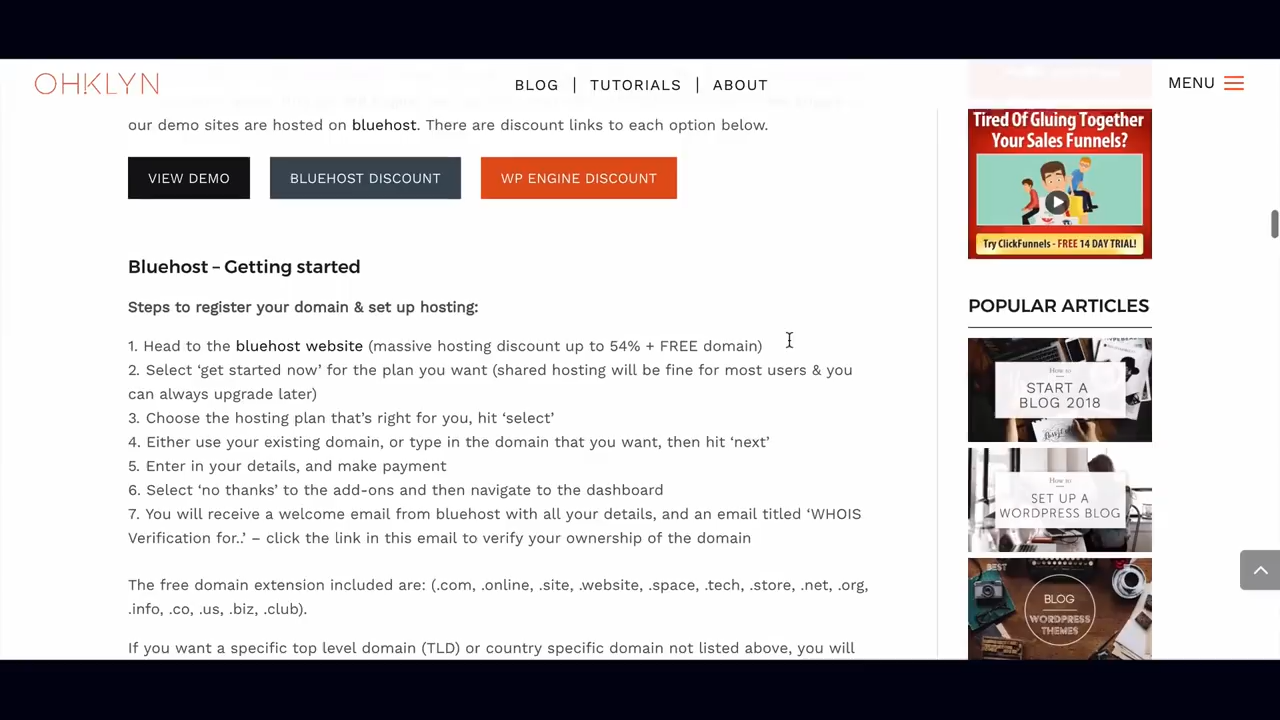 OHKLYN
BLOG | TUTORIALS | ABOUT
MENU
our demo sites are hosted on bluehost. There are discount links to each option below.
VIEW DEMO
BLUEHOST DISCOUNT
WP ENGINE DISCOUNT
Bluehost – Getting started
Steps to register your domain & set up hosting:
1. Head to the bluehost website (massive hosting discount up to 54% + FREE domain)
2. Select ‘get started now’ for the plan you want (shared hosting will be fine for most users & you
can always upgrade later)
3. Choose the hosting plan that’s right for you, hit ‘select’
4. Either use your existing domain, or type in the domain that you want, then hit ‘next’
5. Enter in your details, and make payment
6. Select ‘no thanks’ to the add-ons and then navigate to the dashboard
7. You will receive a welcome email from bluehost with all your details, and an email titled ‘WHOIS
Verification for..’ – click the link in this email to verify your ownership of the domain
The free domain extension included are: (.com, .online, .site, .website, .space, .tech, .store, .net, .org,
.info, .co, .us, .biz, .club).
If you want a specific top level domain (TLD) or country specific domain not listed above, you will
Tired Of Gluing Together
Your Sales Funnels?
Try ClickFunnels - FREE 14 DAY TRIAL!
POPULAR ARTICLES
How to
START A
BLOG 2018
How to
SET UP A
WORDPRESS BLOG
BEST
BLOG
WORDPRESS
THEMES